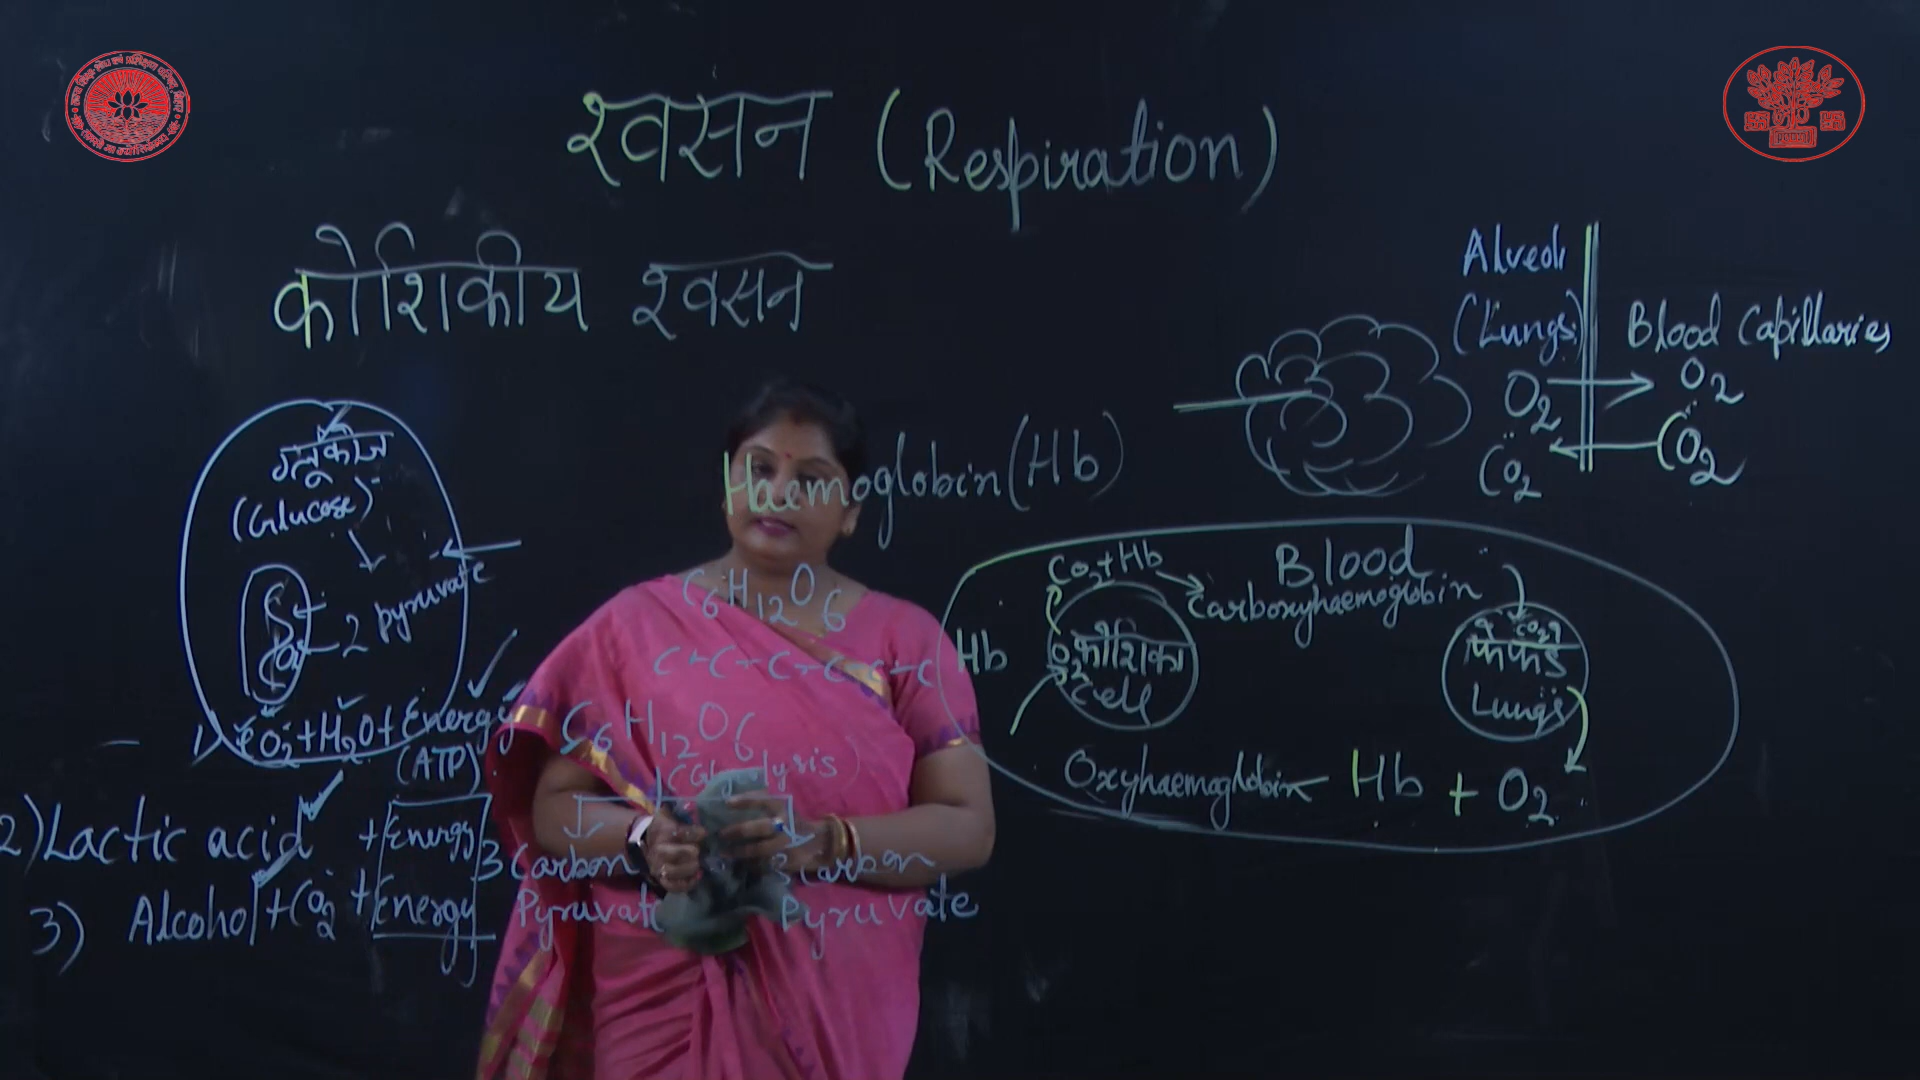 श्वसन (Respiration)
कोशिकीय श्वसन
Alveoli
(Lungs)
Blood Capillaries
O2 → O2
CO2 ← CO2
ग्लूकोज
(Glucose)
2 pyruvate
1) CO2 + H2O + Energy
(ATP)
2) Lactic acid + Energy
3) Alcohol + CO2 + Energy
Haemoglobin (Hb)
C6H12O6
C-C-C-C-C-C
C6H12O6
(Glycolysis)
3 Carbon
Pyruvate
3 Carbon
Pyruvate
Blood
CO2 + Hb → Carboxyhaemoglobin
Hb
O2
कोशिका
Cell
CO2
फेफड़े
Lungs
Oxyhaemoglobin ← Hb + O2